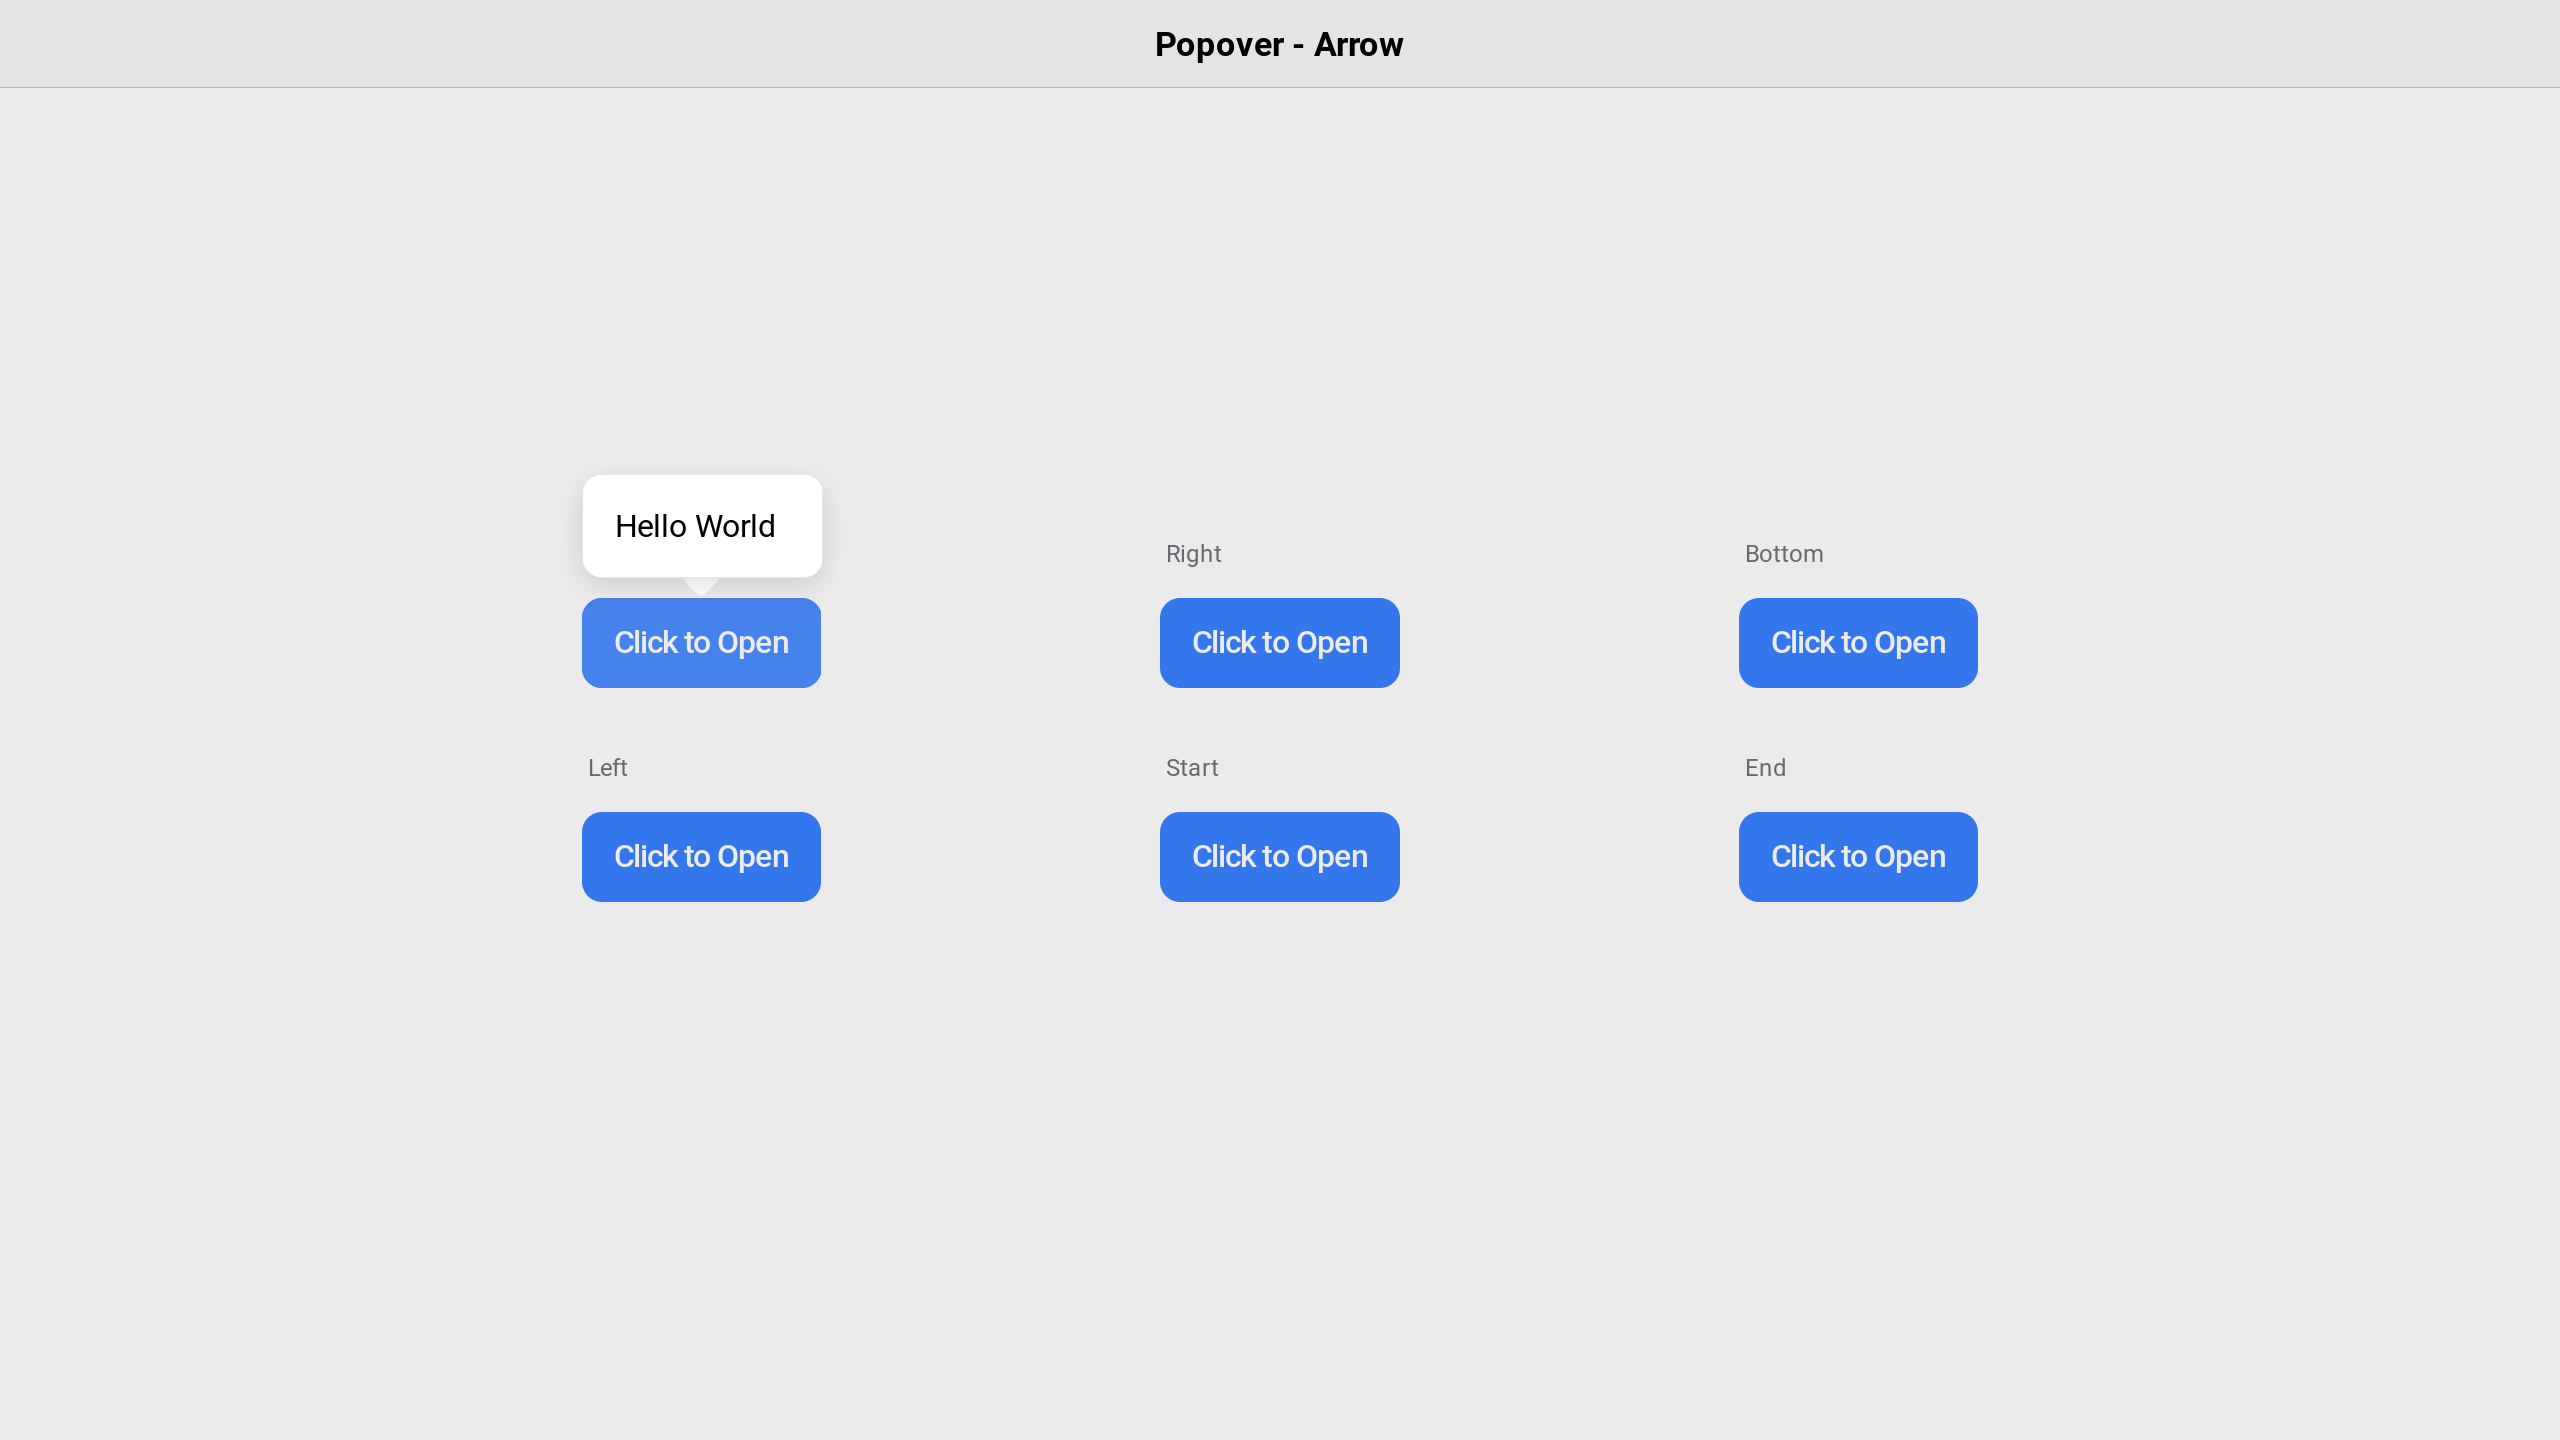 Popover - Arrow
Hello World
Click to Open
Right
Click to Open
Bottom
Click to Open
Left
Click to Open
Start
Click to Open
End
Click to Open